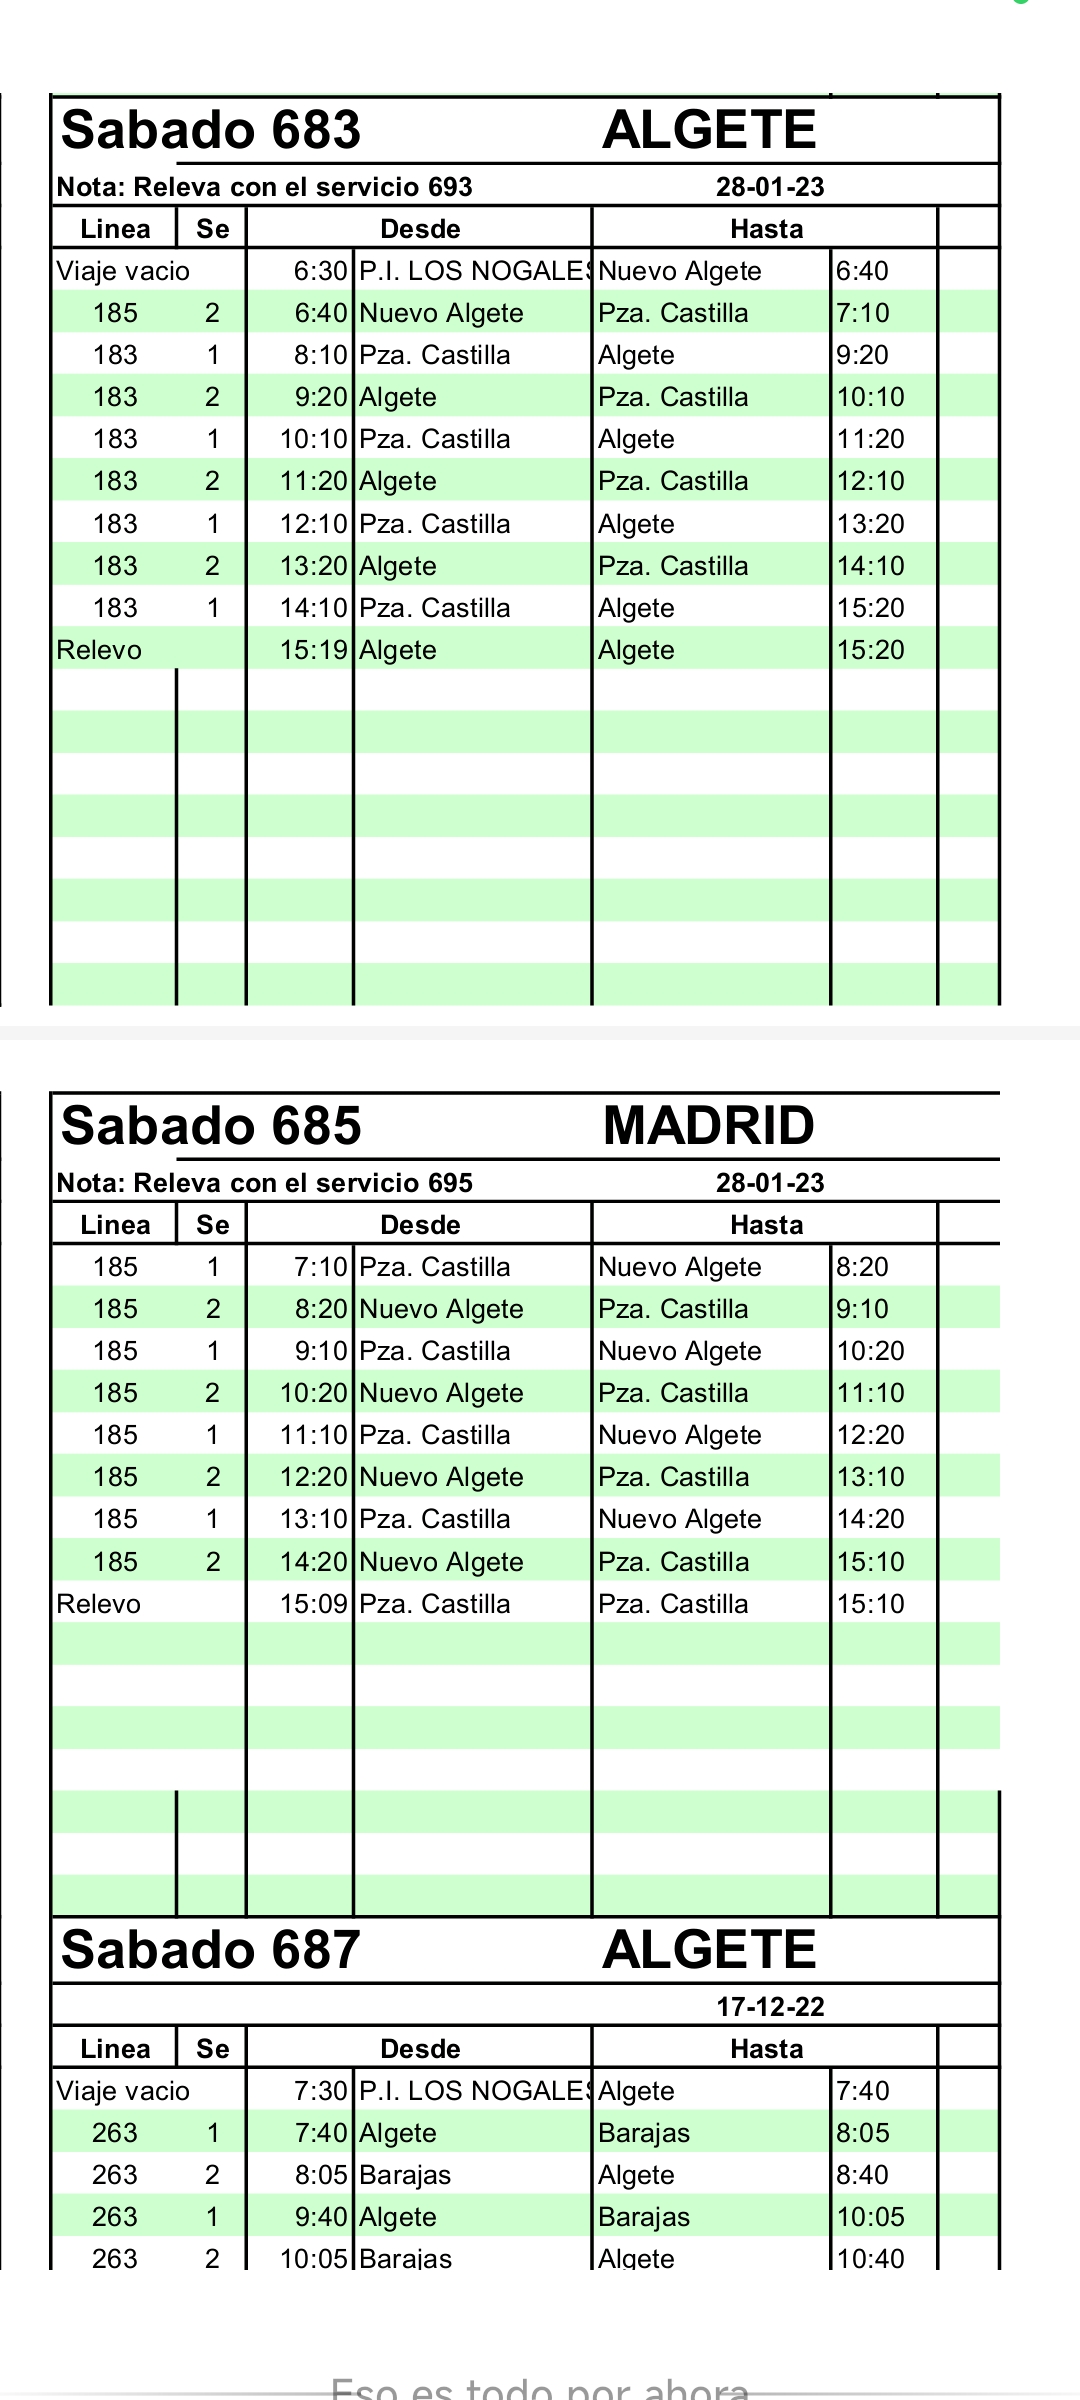 Sabado 683 ALGETE
Nota: Releva con el servicio 693 28-01-23
Linea Se Desde Hasta
Viaje vacio 6:30 P.I. LOS NOGALES Nuevo Algete 6:40
185 2 6:40 Nuevo Algete Pza. Castilla 7:10
183 1 8:10 Pza. Castilla Algete 9:20
183 2 9:20 Algete Pza. Castilla 10:10
183 1 10:10 Pza. Castilla Algete 11:20
183 2 11:20 Algete Pza. Castilla 12:10
183 1 12:10 Pza. Castilla Algete 13:20
183 2 13:20 Algete Pza. Castilla 14:10
183 1 14:10 Pza. Castilla Algete 15:20
Relevo 15:19 Algete Algete 15:20
Sabado 685 MADRID
Nota: Releva con el servicio 695 28-01-23
Linea Se Desde Hasta
185 1 7:10 Pza. Castilla Nuevo Algete 8:20
185 2 8:20 Nuevo Algete Pza. Castilla 9:10
185 1 9:10 Pza. Castilla Nuevo Algete 10:20
185 2 10:20 Nuevo Algete Pza. Castilla 11:10
185 1 11:10 Pza. Castilla Nuevo Algete 12:20
185 2 12:20 Nuevo Algete Pza. Castilla 13:10
185 1 13:10 Pza. Castilla Nuevo Algete 14:20
185 2 14:20 Nuevo Algete Pza. Castilla 15:10
Relevo 15:09 Pza. Castilla Pza. Castilla 15:10
Sabado 687 ALGETE
17-12-22
Linea Se Desde Hasta
Viaje vacio 7:30 P.I. LOS NOGALES Algete 7:40
263 1 7:40 Algete Barajas 8:05
263 2 8:05 Barajas Algete 8:40
263 1 9:40 Algete Barajas 10:05
263 2 10:05 Barajas Algete 10:40
Eso es todo por ahora